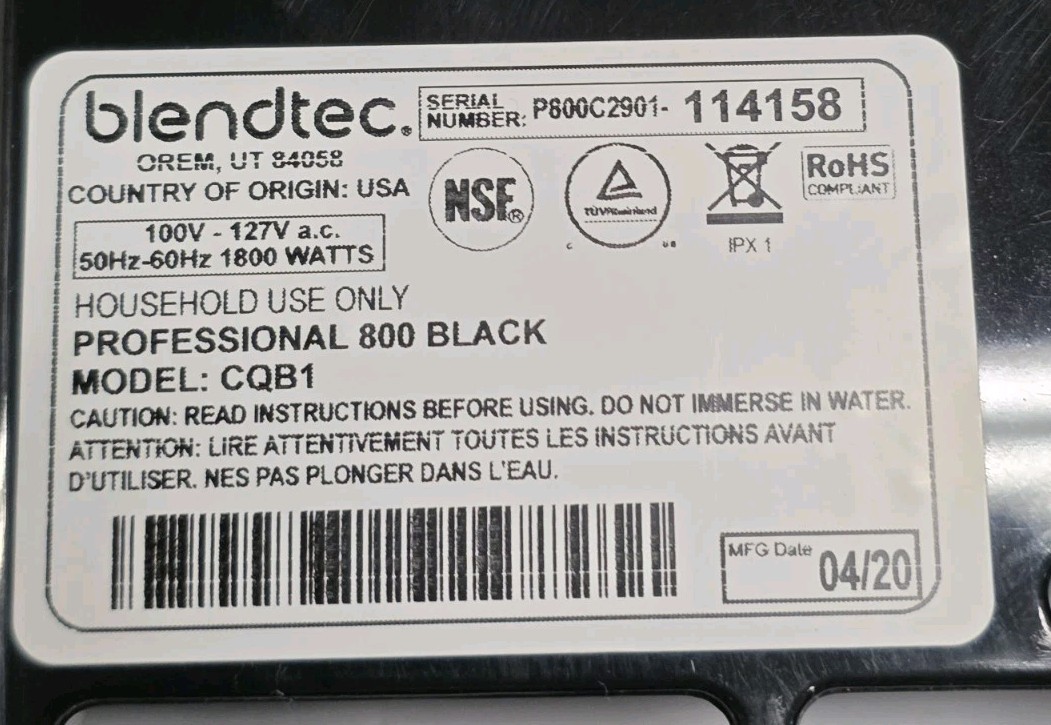 blendtec.
OREM, UT 84058
COUNTRY OF ORIGIN: USA
SERIAL NUMBER: P800C2901- 114158
NSF®
TÜVRheinland
C US
IPX 1
RoHS
COMPLIANT
100V - 127V a.c.
50Hz-60Hz 1800 WATTS
HOUSEHOLD USE ONLY
PROFESSIONAL 800 BLACK
MODEL: CQB1
CAUTION: READ INSTRUCTIONS BEFORE USING. DO NOT IMMERSE IN WATER.
ATTENTION: LIRE ATTENTIVEMENT TOUTES LES INSTRUCTIONS AVANT
D'UTILISER. NES PAS PLONGER DANS L'EAU.
MFG Date 04/20